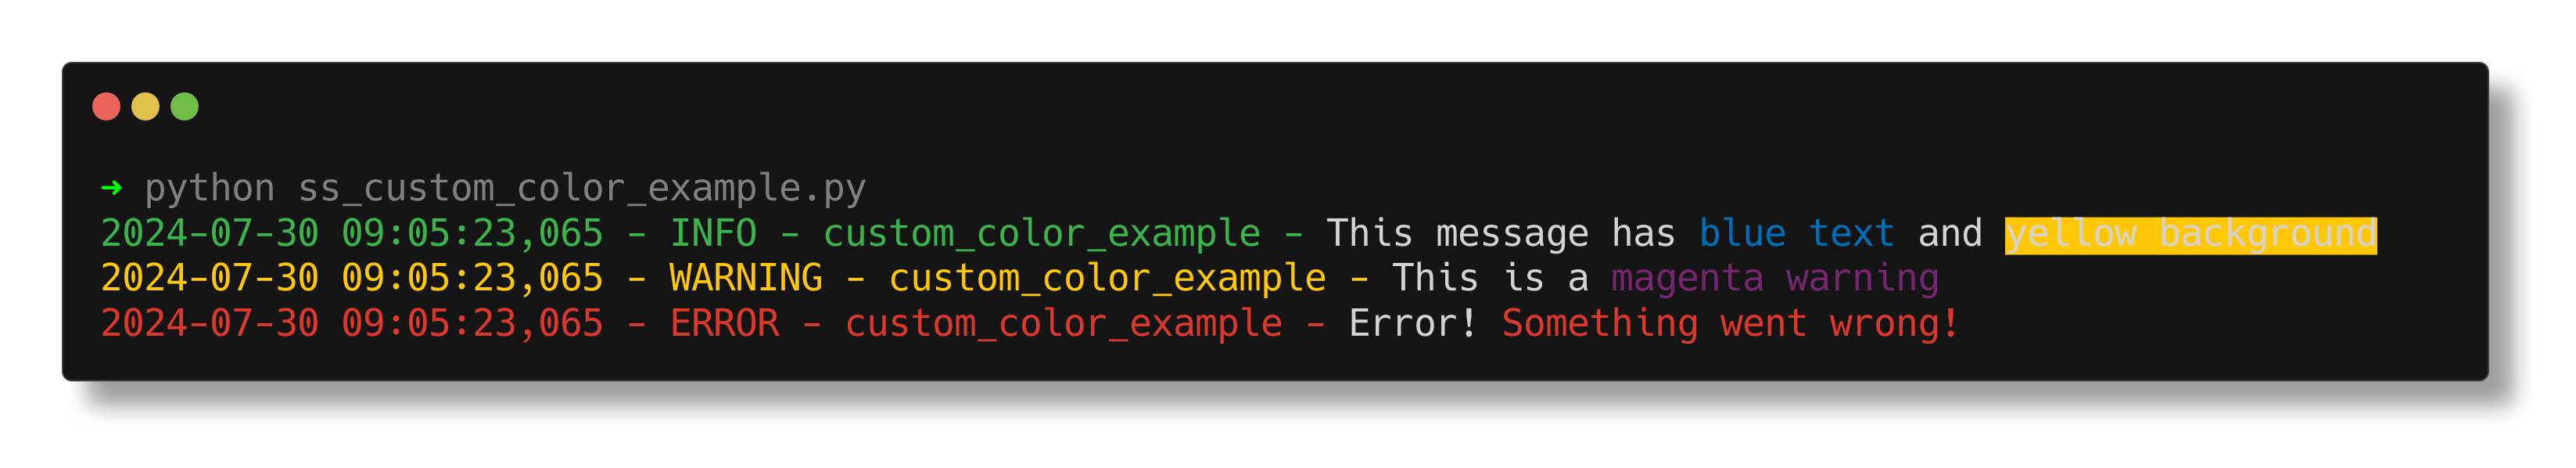 ➜ python ss_custom_color_example.py
2024-07-30 09:05:23,065 - INFO - custom_color_example - This message has blue text and yellow background
2024-07-30 09:05:23,065 - WARNING - custom_color_example - This is a magenta warning
2024-07-30 09:05:23,065 - ERROR - custom_color_example - Error! Something went wrong!